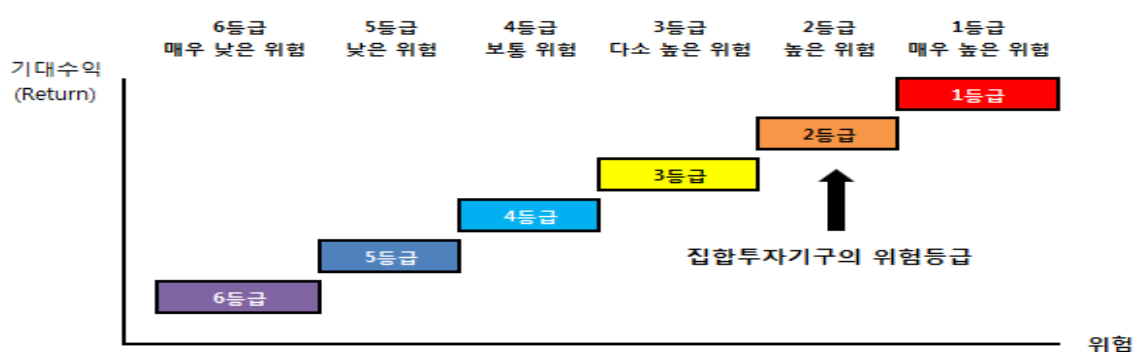 6등급 5등급 4등급 3등급 2등급 1등급
매우 낮은 위험 낮은 위험 보통 위험 다소 높은 위험 높은 위험 매우 높은 위험
기대수익
(Return)
1등급
2등급
3등급
4등급
5등급
집합투자기구의 위험등급
6등급
위험